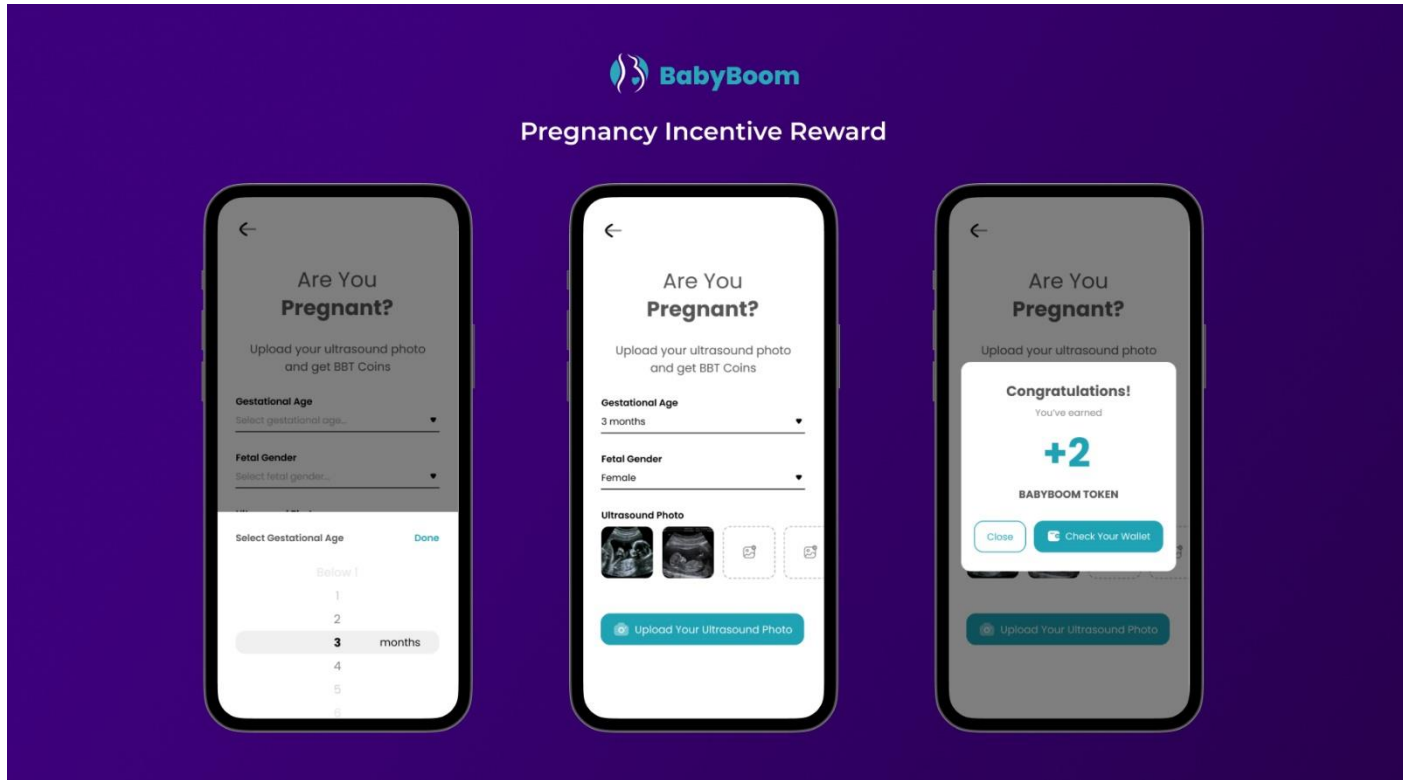 BabyBoom
Pregnancy Incentive Reward
Are You
Pregnant?
Upload your ultrasound photo
and get BBT Coins
Gestational Age
Select gestational age...
Fetal Gender
Select fetal gender...
Select Gestational Age
Done
Below 1
1
2
3 months
4
5
6
Are You
Pregnant?
Upload your ultrasound photo
and get BBT Coins
Gestational Age
3 months
Fetal Gender
Female
Ultrasound Photo
Upload Your Ultrasound Photo
Are You
Pregnant?
Upload your ultrasound photo
Congratulations!
You've earned
+2
BABYBOOM TOKEN
Close
Check Your Wallet
Upload Your Ultrasound Photo